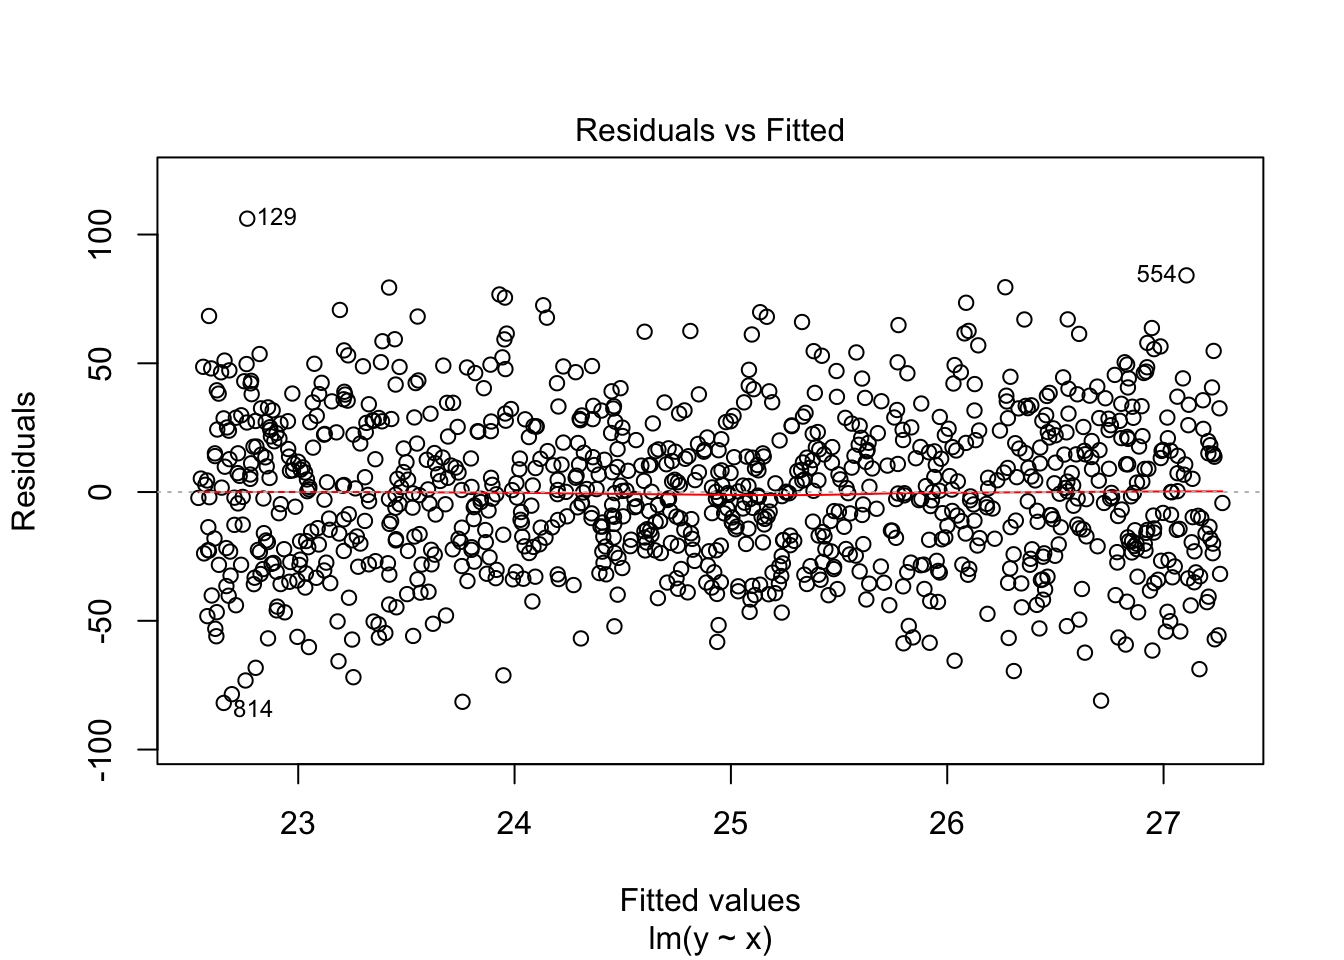 Residuals vs Fitted
Residuals
100
50
0
-50
-100
129
554
814
23 24 25 26 27
Fitted values
lm(y ~ x)